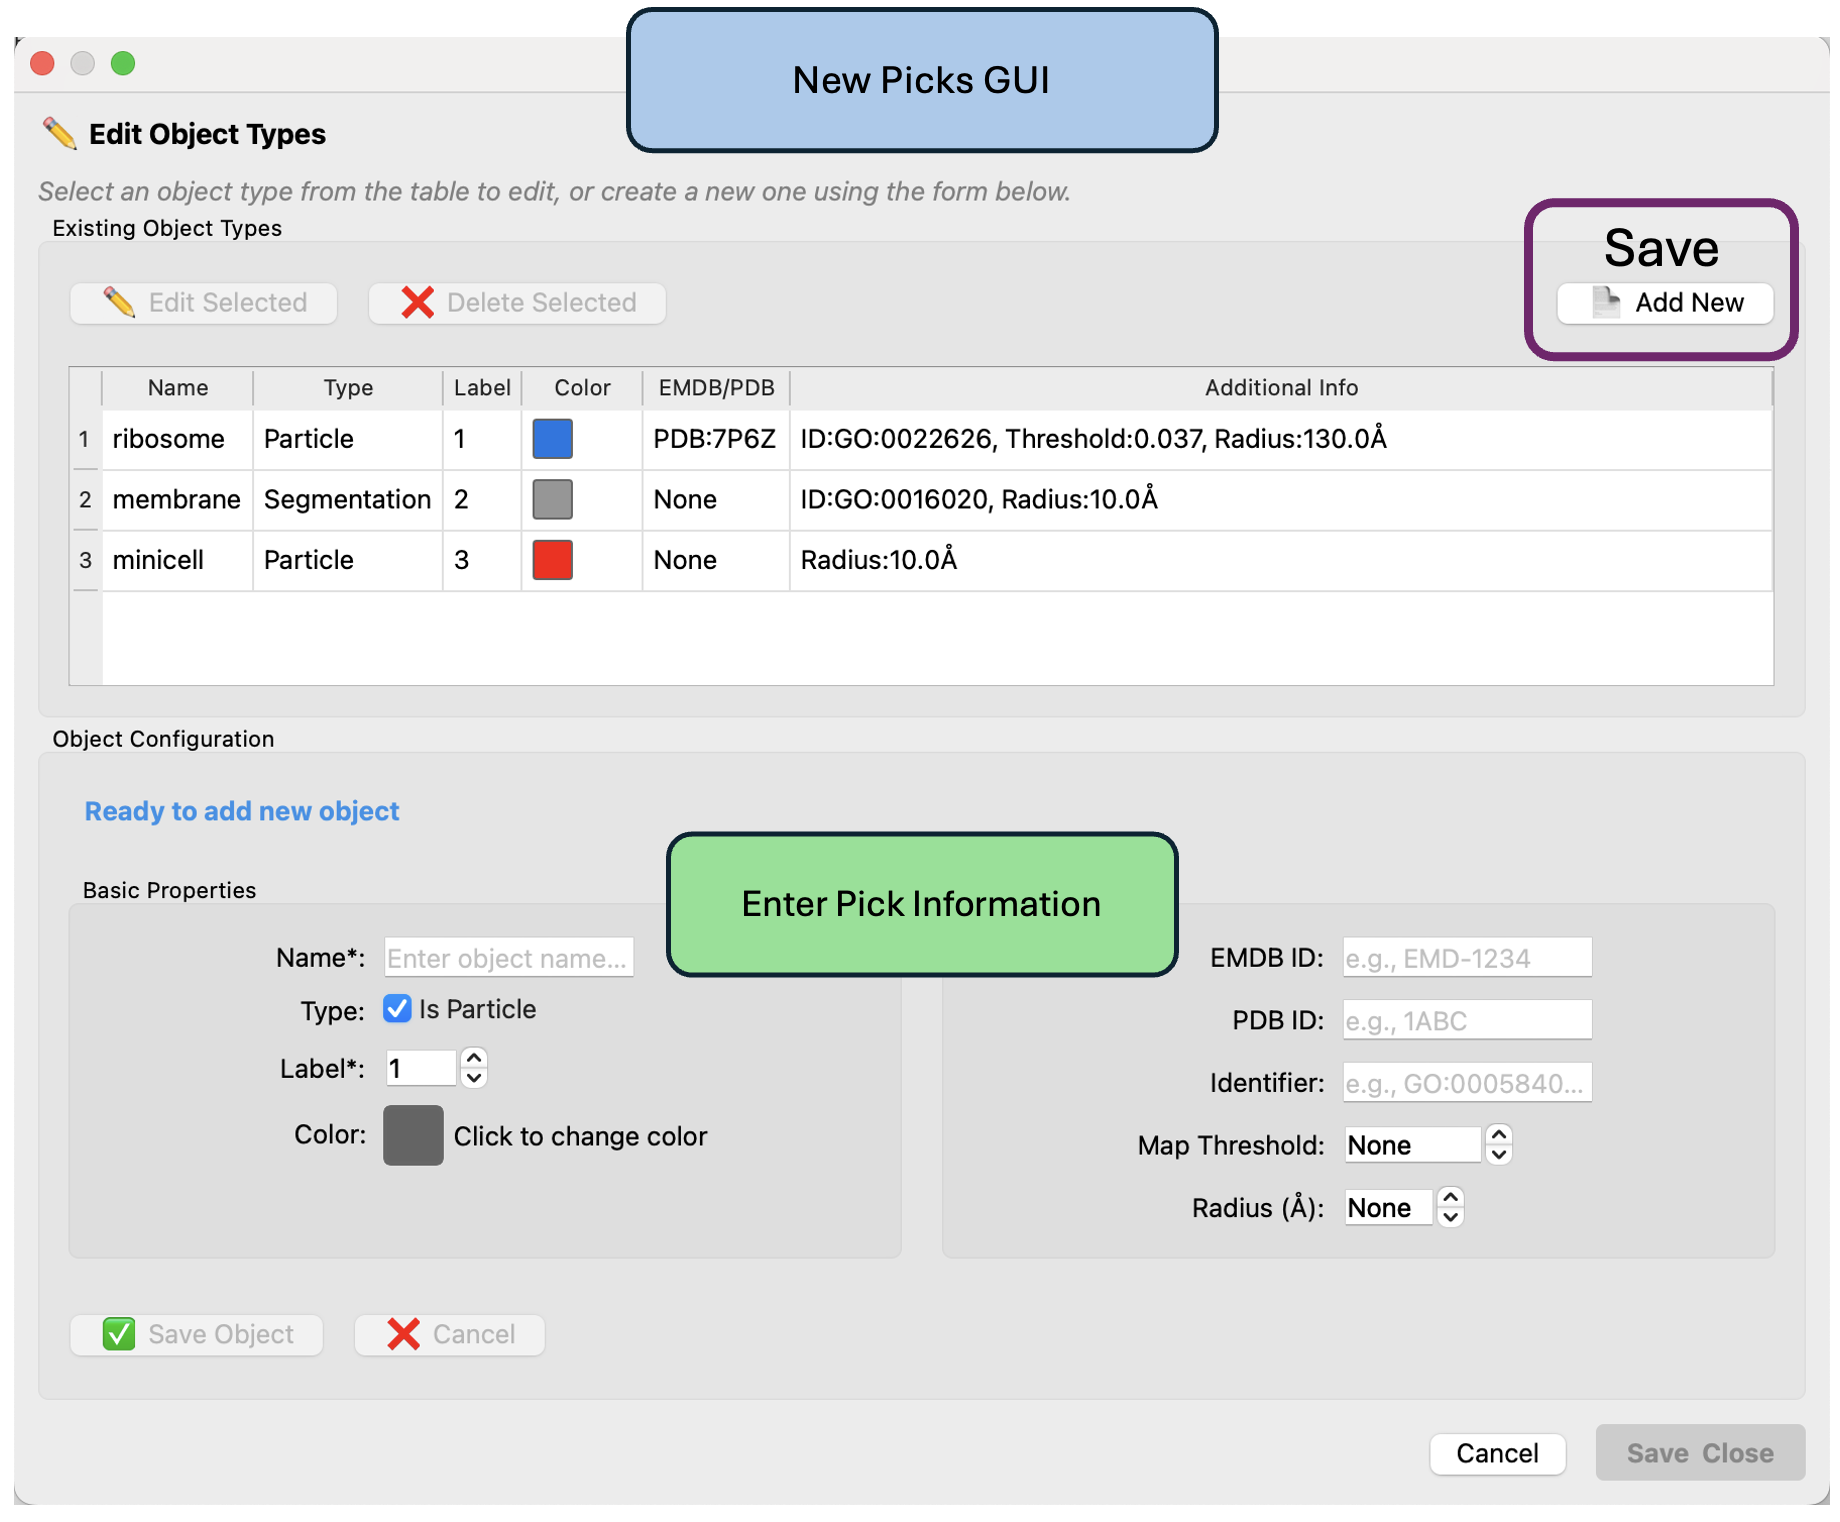 New Picks GUI
Edit Object Types
Select an object type from the table to edit, or create a new one using the form below.
Existing Object Types
Save
Edit Selected Delete Selected Add New
Name Type Label Color EMDB/PDB Additional Info
1 ribosome Particle 1 PDB:7P6Z ID:GO:0022626, Threshold:0.037, Radius:130.0Å
2 membrane Segmentation 2 None ID:GO:0016020, Radius:10.0Å
3 minicell Particle 3 None Radius:10.0Å
Object Configuration
Ready to add new object
Enter Pick Information
Basic Properties
Name*: Enter object name...
Type: Is Particle
Label*: 1
Color: Click to change color
EMDB ID: e.g., EMD-1234
PDB ID: e.g., 1ABC
Identifier: e.g., GO:0005840...
Map Threshold: None
Radius (Å): None
Save Object Cancel
Cancel Save Close